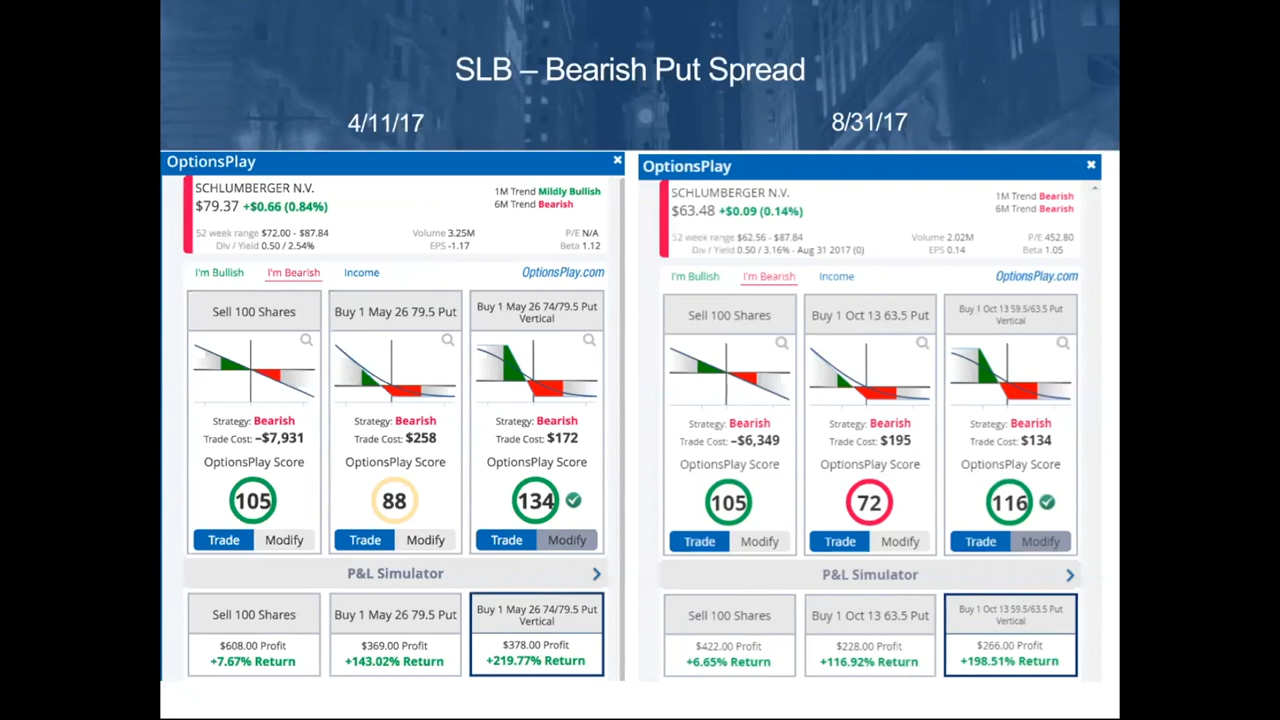 SLB – Bearish Put Spread
4/11/17
8/31/17
OptionsPlay
SCHLUMBERGER N.V.
$79.37 +$0.66 (0.84%)
1M Trend Mildly Bullish
6M Trend Bearish
52 week range $72.00 - $87.84
Volume 3.25M
P/E N/A
Div / Yield 0.50 / 2.54%
EPS -1.17
Beta 1.12
I'm Bullish
I'm Bearish
Income
OptionsPlay.com
Sell 100 Shares
Strategy: Bearish
Trade Cost: –$7,931
OptionsPlay Score
105
Trade
Modify
Buy 1 May 26 79.5 Put
Strategy: Bearish
Trade Cost: $258
OptionsPlay Score
88
Trade
Modify
Buy 1 May 26 74/79.5 Put
Vertical
Strategy: Bearish
Trade Cost: $172
OptionsPlay Score
134
Trade
Modify
P&L Simulator
Sell 100 Shares
$608.00 Profit
+7.67% Return
Buy 1 May 26 79.5 Put
$369.00 Profit
+143.02% Return
Buy 1 May 26 74/79.5 Put
Vertical
$378.00 Profit
+219.77% Return
OptionsPlay
SCHLUMBERGER N.V.
$63.48 +$0.09 (0.14%)
1M Trend Bearish
6M Trend Bearish
52 week range $62.56 - $87.84
Volume 2.02M
P/E 452.80
Div / Yield 0.50 / 3.16% - Aug 31 2017 (0)
EPS 0.14
Beta 1.05
I'm Bullish
I'm Bearish
Income
OptionsPlay.com
Sell 100 Shares
Strategy: Bearish
Trade Cost: –$6,349
OptionsPlay Score
105
Trade
Modify
Buy 1 Oct 13 63.5 Put
Strategy: Bearish
Trade Cost: $195
OptionsPlay Score
72
Trade
Modify
Buy 1 Oct 13 59.5/63.5 Put
Vertical
Strategy: Bearish
Trade Cost: $134
OptionsPlay Score
116
Trade
Modify
P&L Simulator
Sell 100 Shares
$422.00 Profit
+6.65% Return
Buy 1 Oct 13 63.5 Put
$228.00 Profit
+116.92% Return
Buy 1 Oct 13 59.5/63.5 Put
Vertical
$266.00 Profit
+198.51% Return